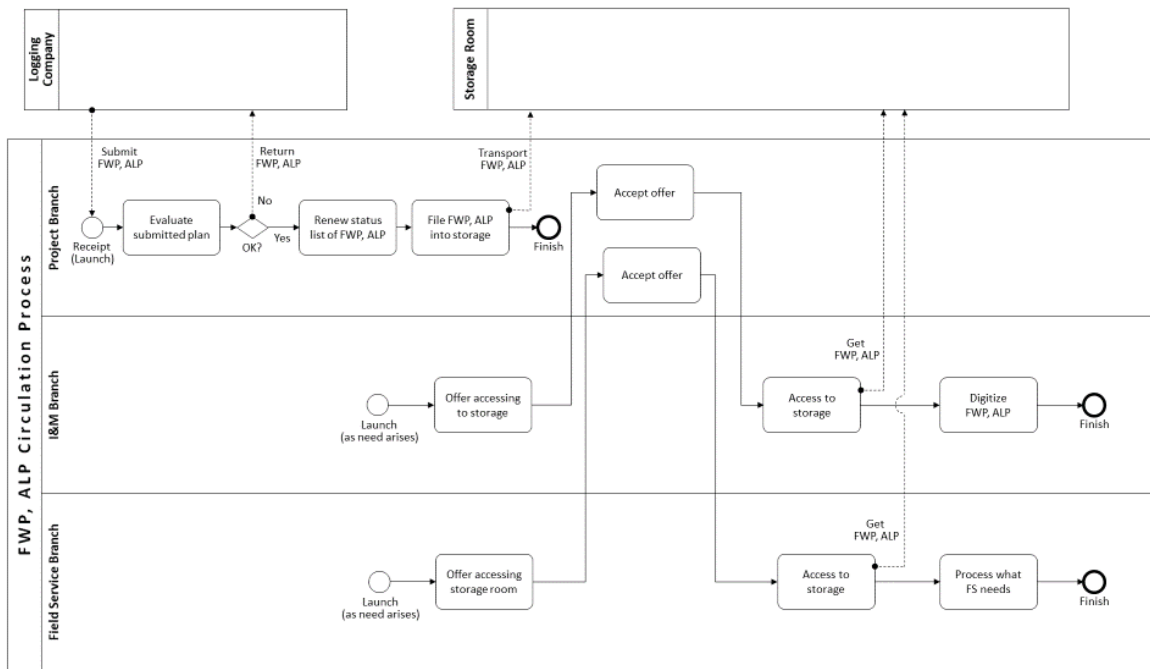 Logging
Company
Storage Room
FWP, ALP Circulation Process
Project Branch
Submit
FWP, ALP
Return
FWP, ALP
Transport
FWP, ALP
No
Receipt
(Launch)
Evaluate
submitted plan
OK?
Yes
Renew status
list of FWP, ALP
File FWP, ALP
into storage
Finish
Accept offer
Accept offer
I&M Branch
Launch
(as need arises)
Offer accessing
to storage
Access to
storage
Get
FWP, ALP
Digitize
FWP, ALP
Finish
Field Service Branch
Launch
(as need arises)
Offer accessing
storage room
Access to
storage
Get
FWP, ALP
Process what
FS needs
Finish